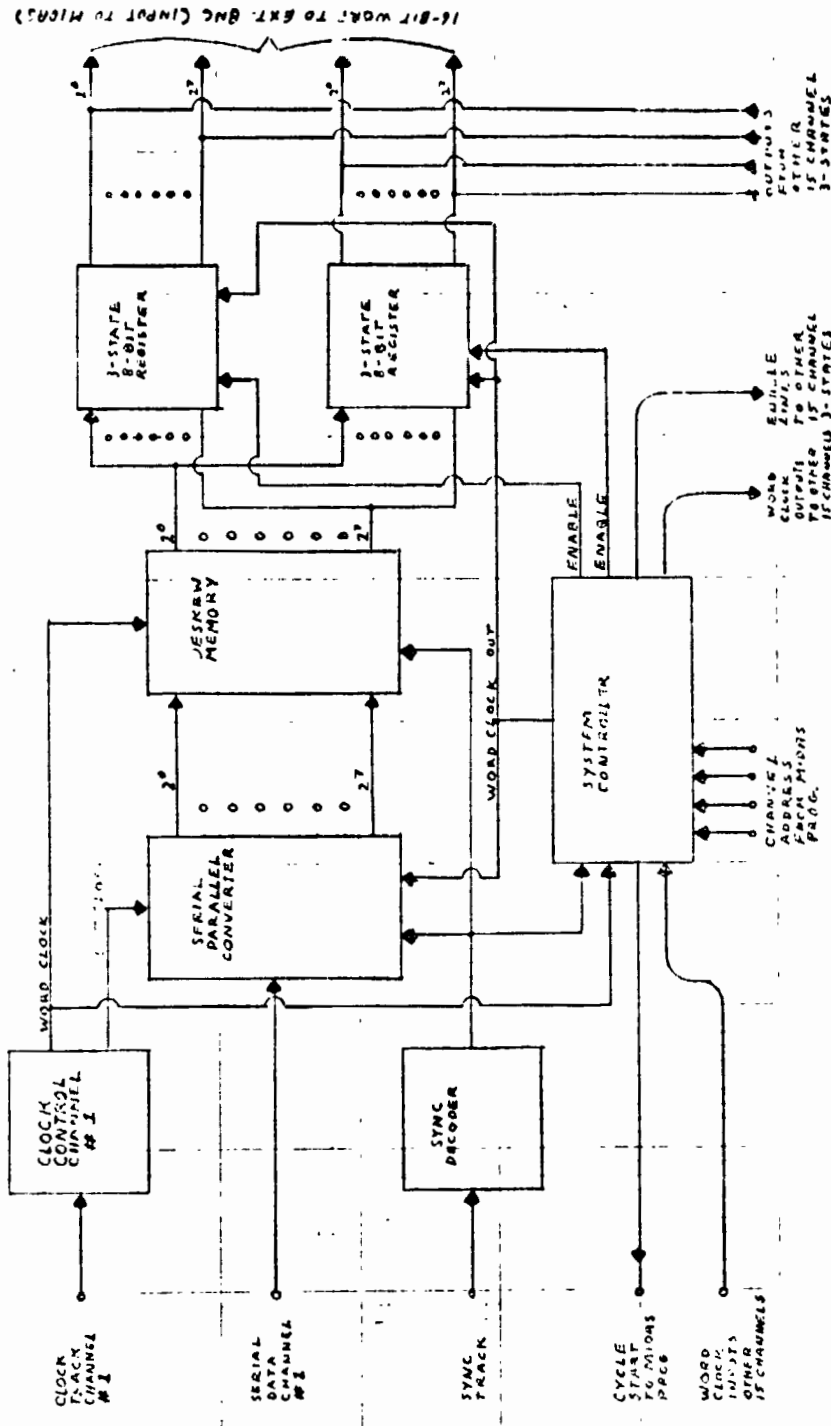 CLOCK
TRACK
CHANNEL
# 1
SERIAL
DATA
CHANNEL
#1
SYNC
TRACK
CYCLE
START
TO MIDAS
PROG
WORD
CLOCK
INPUTS
OTHER
15 CHANNELS
CLOCK
CONTROL
CHANNEL
# 1
SYNC
DECODER
WORD CLOCK
SERIAL
PARALLEL
CONVERTER
2⁰
2⁷
DESKEW
MEMORY
2⁰
2⁷
WORD CLOCK OUT
SYSTEM
CONTROLLER
CHANNEL
ADDRESS
FROM MIDAS
PROG.
ENABLE
ENABLE
3-STATE
8-BIT
REGISTER
3-STATE
8-BIT
REGISTER
WORD
CLOCK
OUTPUTS
TO OTHER
15 CHANNELS
ENABLE
LINES
TO OTHER
15 CHANNEL
3-STATES
2⁰
2⁷
2⁰
2⁷
OUTPUTS
FROM
OTHER
15 CHANNEL
3-STATES
16-BIT WORD TO EXT. BNC (INPUT TO MIDAS)